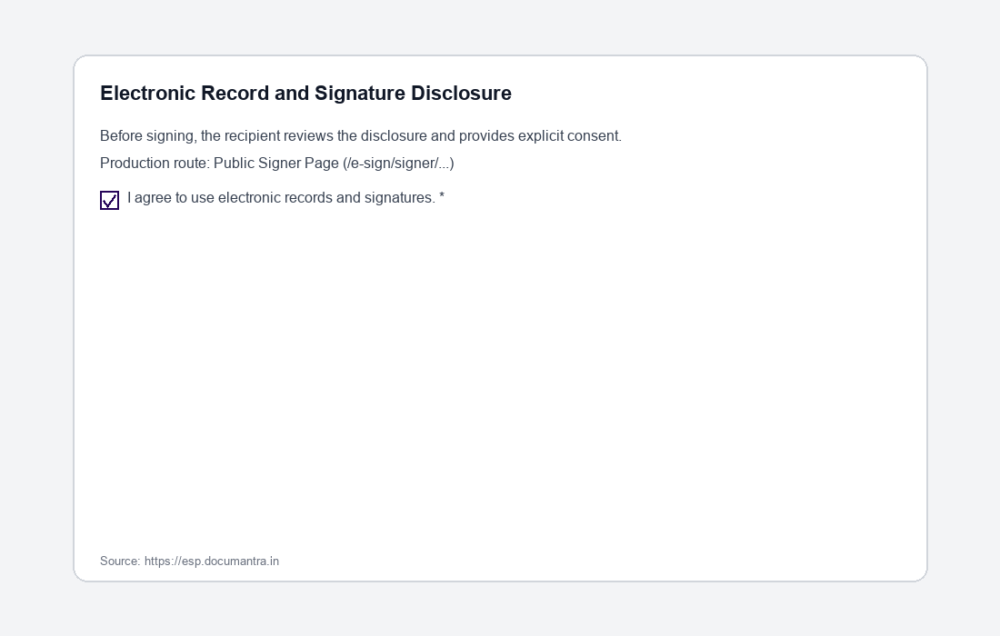 Electronic Record and Signature Disclosure
Before signing, the recipient reviews the disclosure and provides explicit consent.
Production route: Public Signer Page (/e-sign/signer/...)
I agree to use electronic records and signatures. *
Source: https://esp.documantra.in